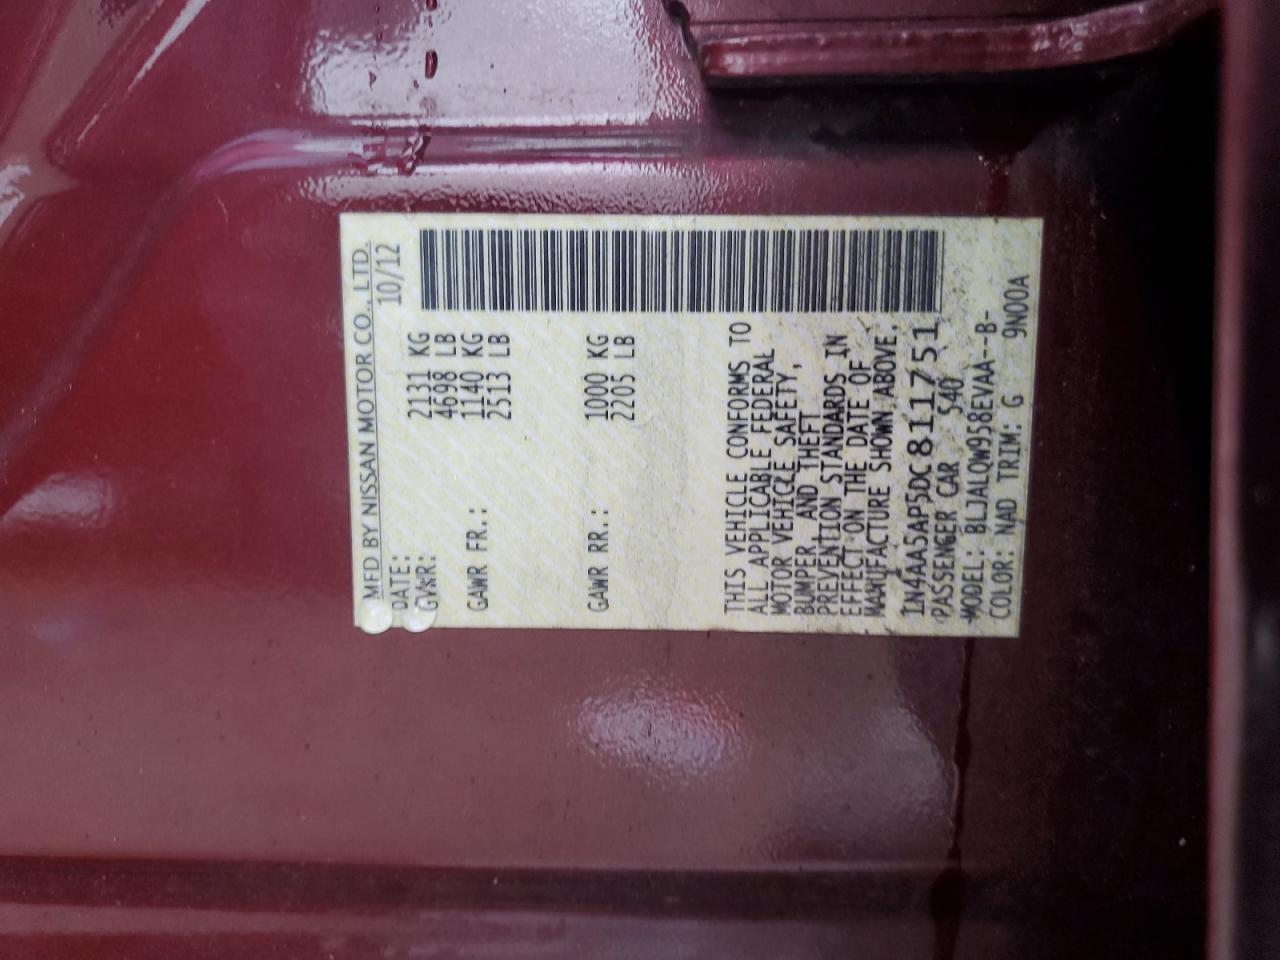 MFD BY NISSAN MOTOR CO., LTD.
DATE: 10/12
GVWR: 2131 KG
4698 LB
GAWR FR.: 1140 KG
2513 LB
GAWR RR.: 1000 KG
2205 LB
THIS VEHICLE CONFORMS TO
ALL APPLICABLE FEDERAL
MOTOR VEHICLE SAFETY,
BUMPER, AND THEFT
PREVENTION STANDARDS IN
EFFECT ON THE DATE OF
MANUFACTURE SHOWN ABOVE.
1N4AA5AP5DC811751
PASSENGER CAR 540
MODEL: BLJALQW958EVAA--B-
COLOR: NAD TRIM: G 9N00A